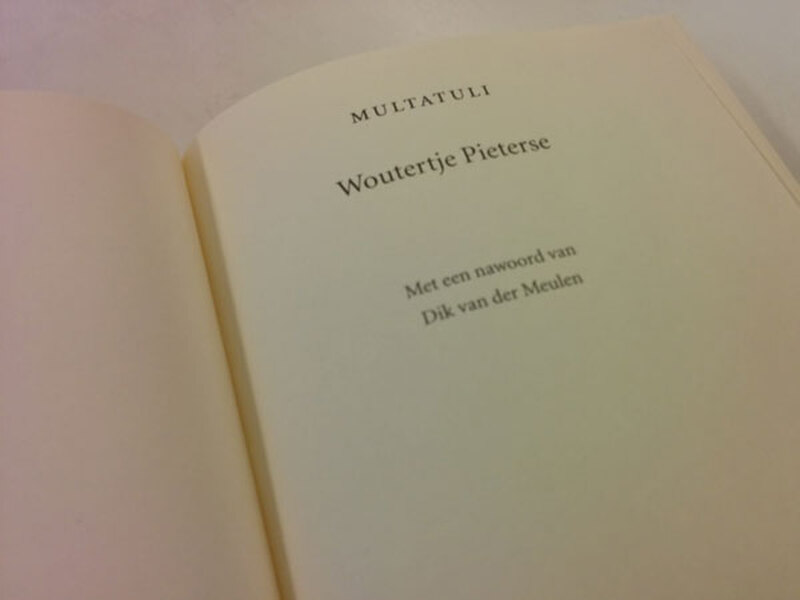 MULTATULI
Woutertje Pieterse
Met een nawoord van
Dik van der Meulen